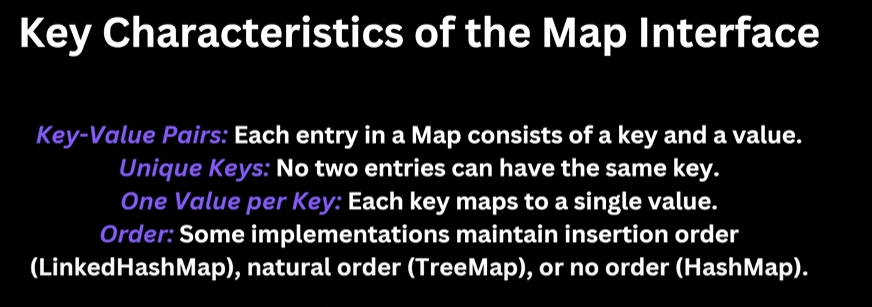 Key Characteristics of the Map Interface
Key-Value Pairs: Each entry in a Map consists of a key and a value.
Unique Keys: No two entries can have the same key.
One Value per Key: Each key maps to a single value.
Order: Some implementations maintain insertion order
(LinkedHashMap), natural order (TreeMap), or no order (HashMap).